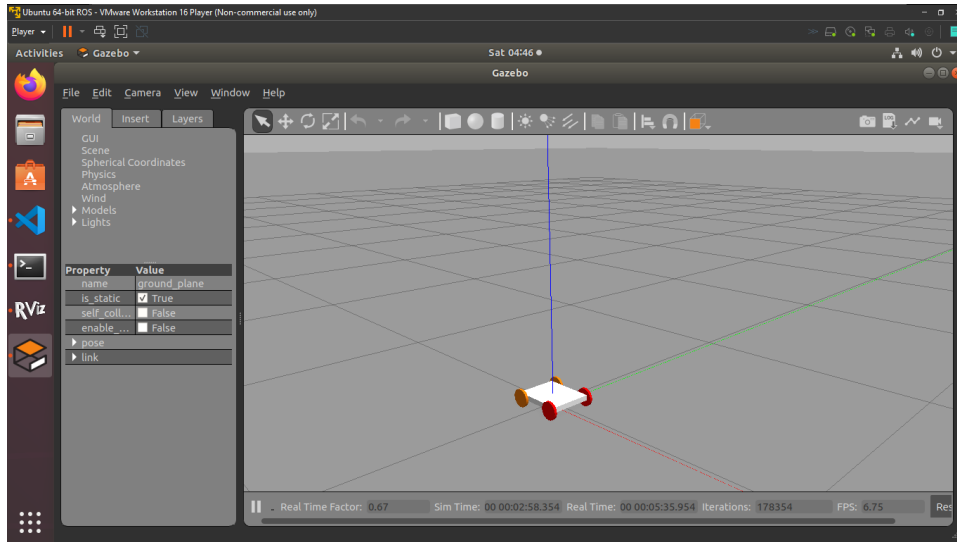 Ubuntu 64-bit ROS - VMware Workstation 16 Player (Non-commercial use only)
Player
Activities Gazebo Sat 04:46
Gazebo
File Edit Camera View Window Help
World Insert Layers
GUI
Scene
Spherical Coordinates
Physics
Atmosphere
Wind
Models
Lights
Property Value
name ground_plane
is_static True
self_coll... False
enable_... False
pose
link
RViz
LOG
Real Time Factor: 0.67 Sim Time: 00 00:02:58.354 Real Time: 00 00:05:35.954 Iterations: 178354 FPS: 6.75 Res